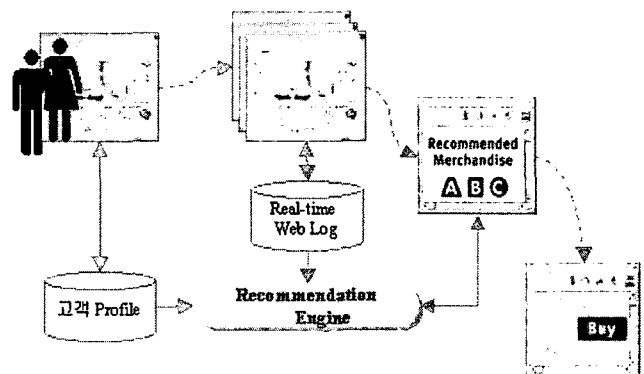 Recommended
Merchandise
A B C
Real-time
Web Log
고객 Profile
Recommendation
Engine
Buy